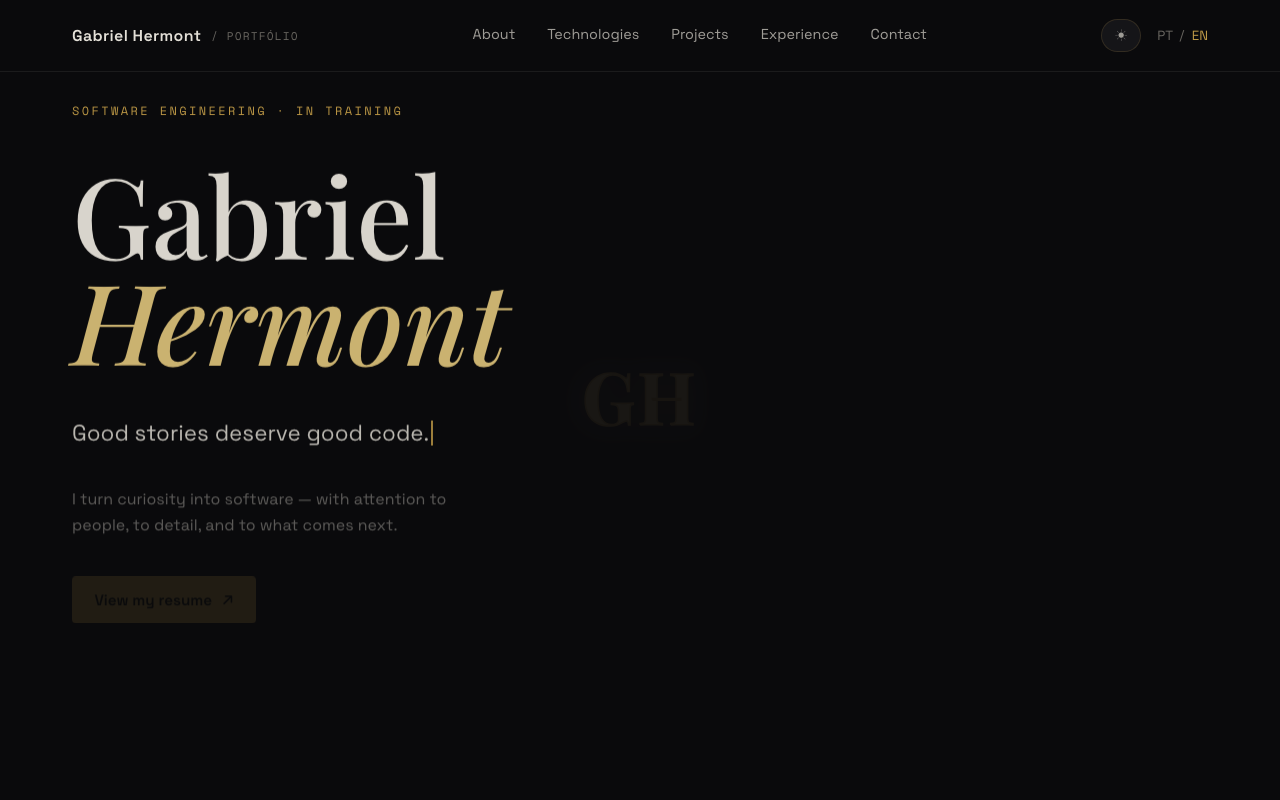 Gabriel Hermont / PORTFÓLIO
About Technologies Projects Experience Contact
PT / EN
SOFTWARE ENGINEERING · IN TRAINING
Gabriel
Hermont
GH
Good stories deserve good code.
I turn curiosity into software — with attention to
people, to detail, and to what comes next.
View my resume ↗